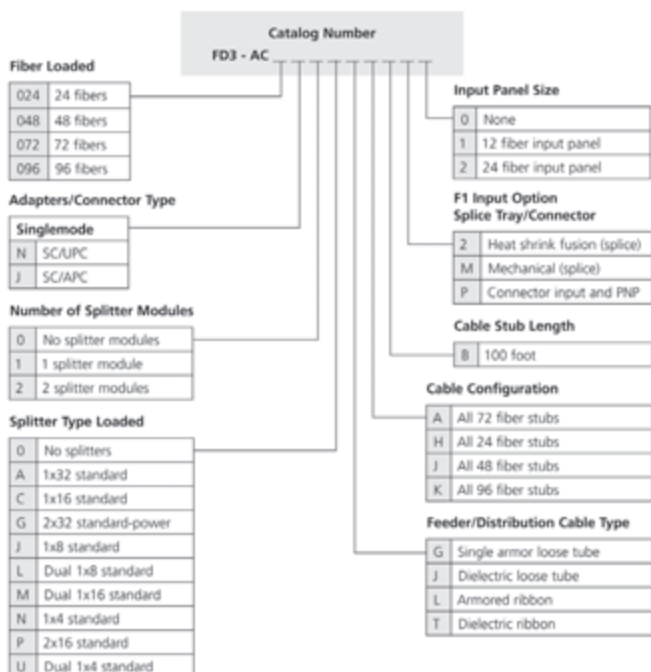 Catalog Number
FD3 - AC _ _ _ _ _ _ _ _ _
Fiber Loaded
024 24 fibers
048 48 fibers
072 72 fibers
096 96 fibers
Adapters/Connector Type
Singlemode
N SC/UPC
J SC/APC
Number of Splitter Modules
0 No splitter modules
1 1 splitter module
2 2 splitter modules
Splitter Type Loaded
0 No splitters
A 1x32 standard
C 1x16 standard
G 2x32 standard-power
J 1x8 standard
L Dual 1x8 standard
M Dual 1x16 standard
N 1x4 standard
P 2x16 standard
U Dual 1x4 standard
Input Panel Size
0 None
1 12 fiber input panel
2 24 fiber input panel
F1 Input Option
Splice Tray/Connector
2 Heat shrink fusion (splice)
M Mechanical (splice)
P Connector input and PNP
Cable Stub Length
B 100 foot
Cable Configuration
A All 72 fiber stubs
H All 24 fiber stubs
J All 48 fiber stubs
K All 96 fiber stubs
Feeder/Distribution Cable Type
G Single armor loose tube
J Dielectric loose tube
L Armored ribbon
T Dielectric ribbon